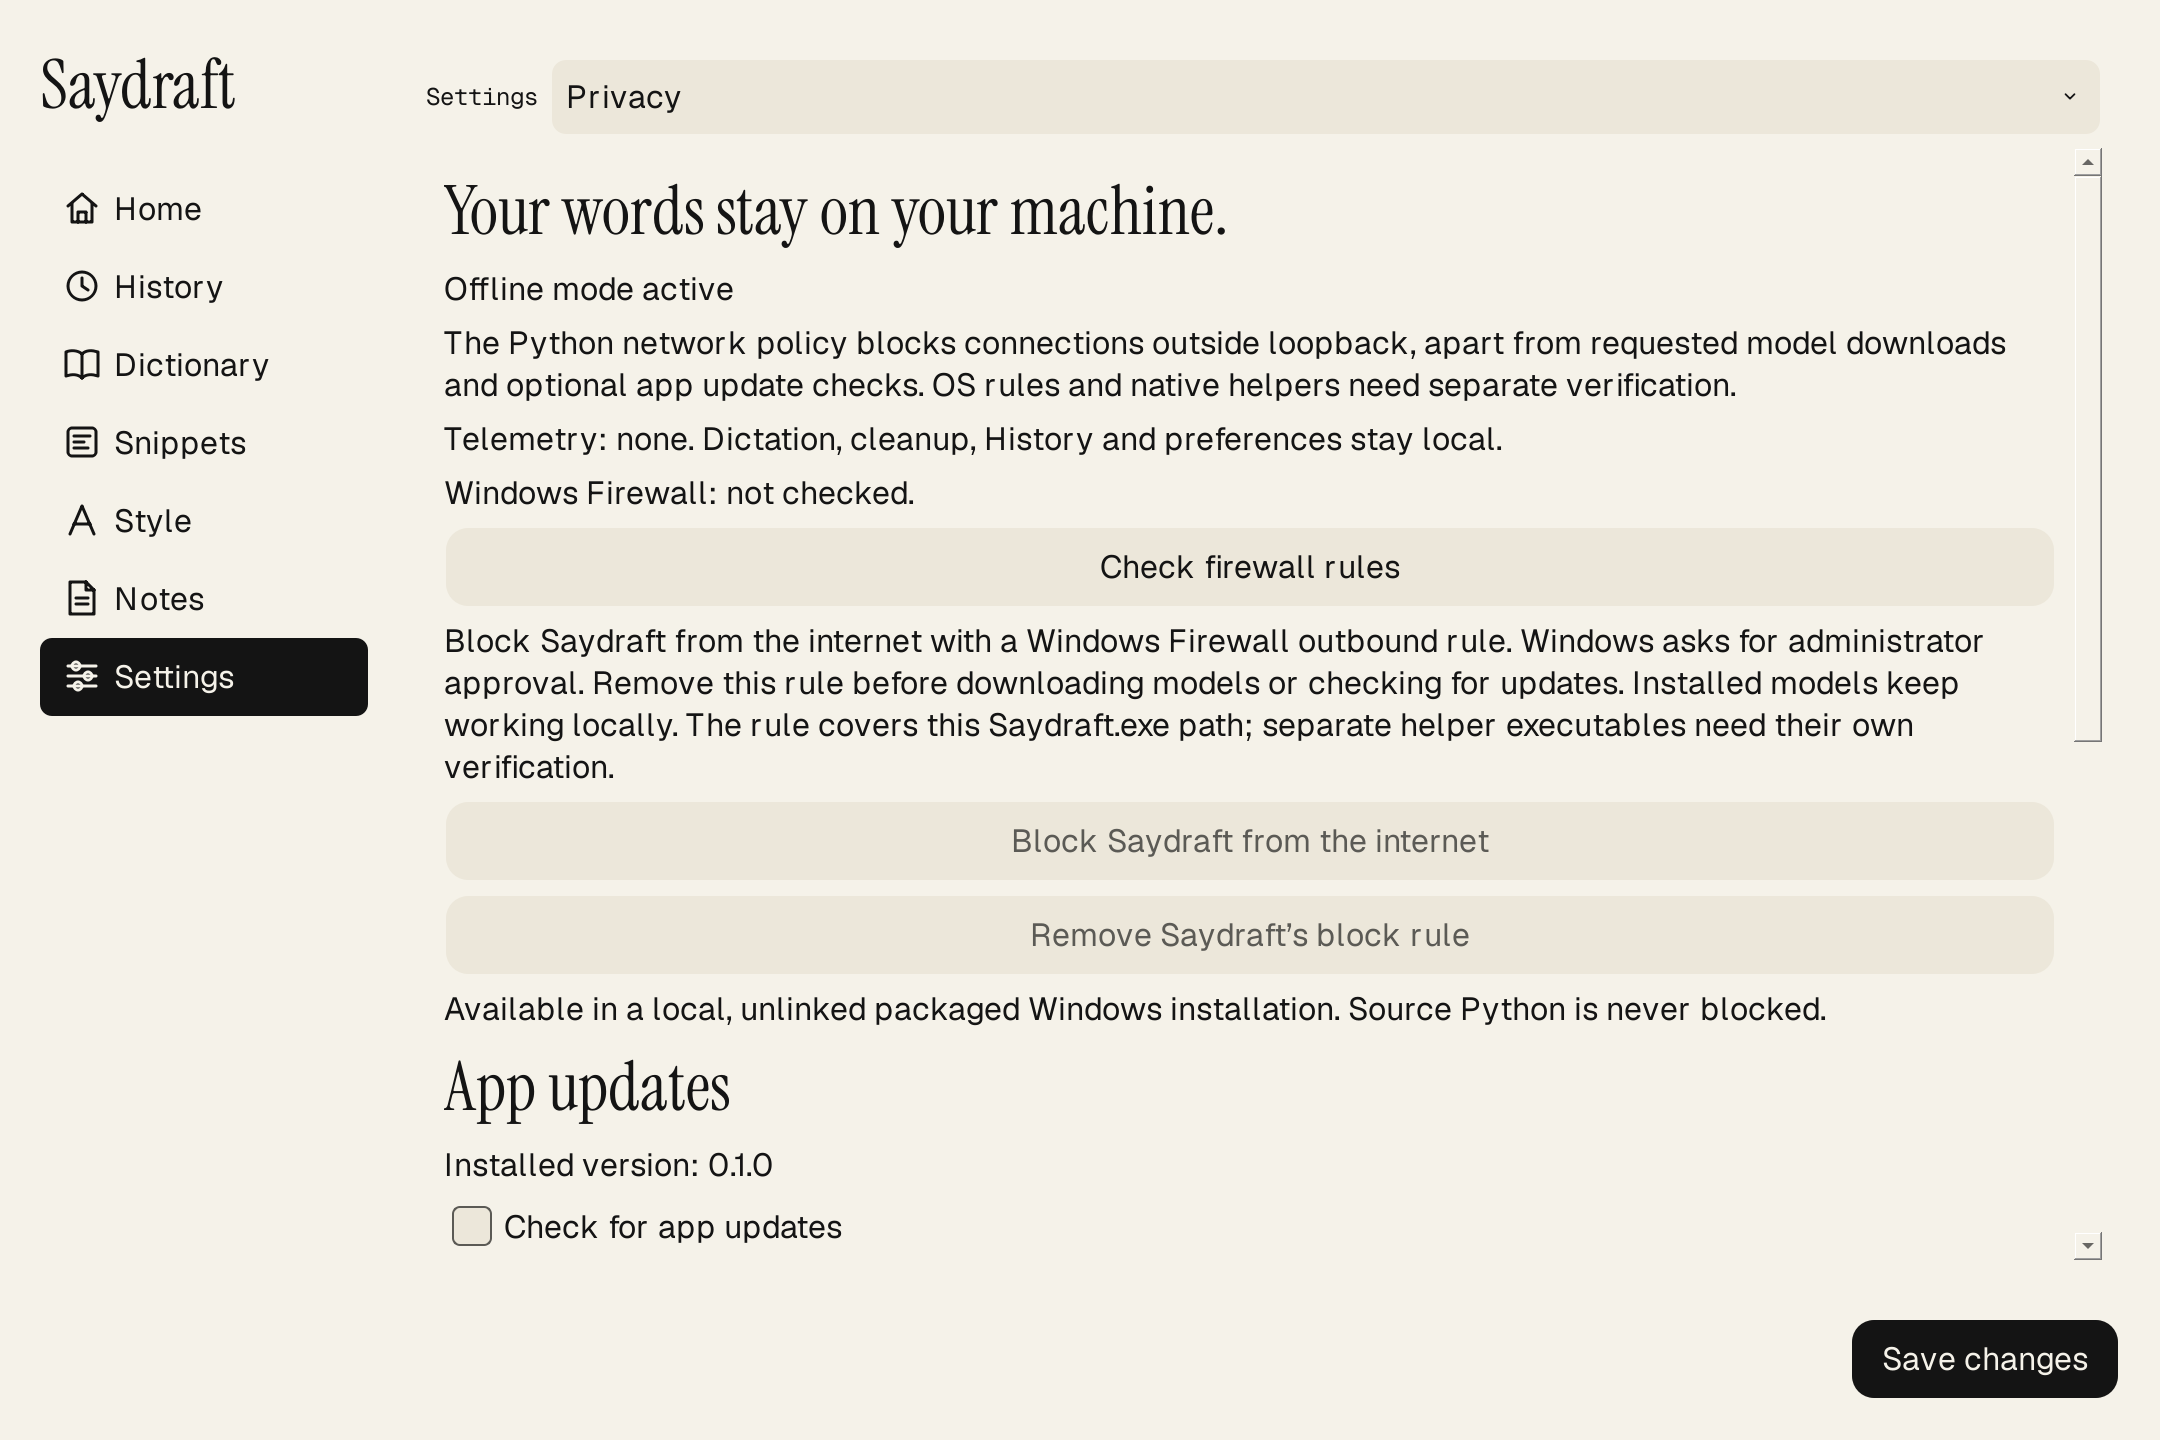 Saydraft
Settings
Privacy
Home
History
Dictionary
Snippets
Style
Notes
Settings
Your words stay on your machine.
Offline mode active
The Python network policy blocks connections outside loopback, apart from requested model downloads
and optional app update checks. OS rules and native helpers need separate verification.
Telemetry: none. Dictation, cleanup, History and preferences stay local.
Windows Firewall: not checked.
Check firewall rules
Block Saydraft from the internet with a Windows Firewall outbound rule. Windows asks for administrator
approval. Remove this rule before downloading models or checking for updates. Installed models keep
working locally. The rule covers this Saydraft.exe path; separate helper executables need their own
verification.
Block Saydraft from the internet
Remove Saydraft’s block rule
Available in a local, unlinked packaged Windows installation. Source Python is never blocked.
App updates
Installed version: 0.1.0
Check for app updates
Save changes